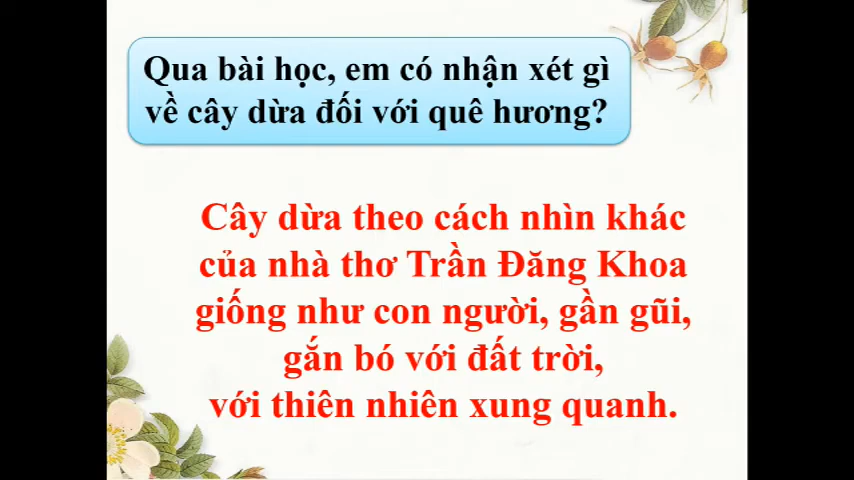 Qua bài học, em có nhận xét gì
về cây dừa đối với quê hương?
Cây dừa theo cách nhìn khác
của nhà thơ Trần Đăng Khoa
giống như con người, gần gũi,
gắn bó với đất trời,
với thiên nhiên xung quanh.